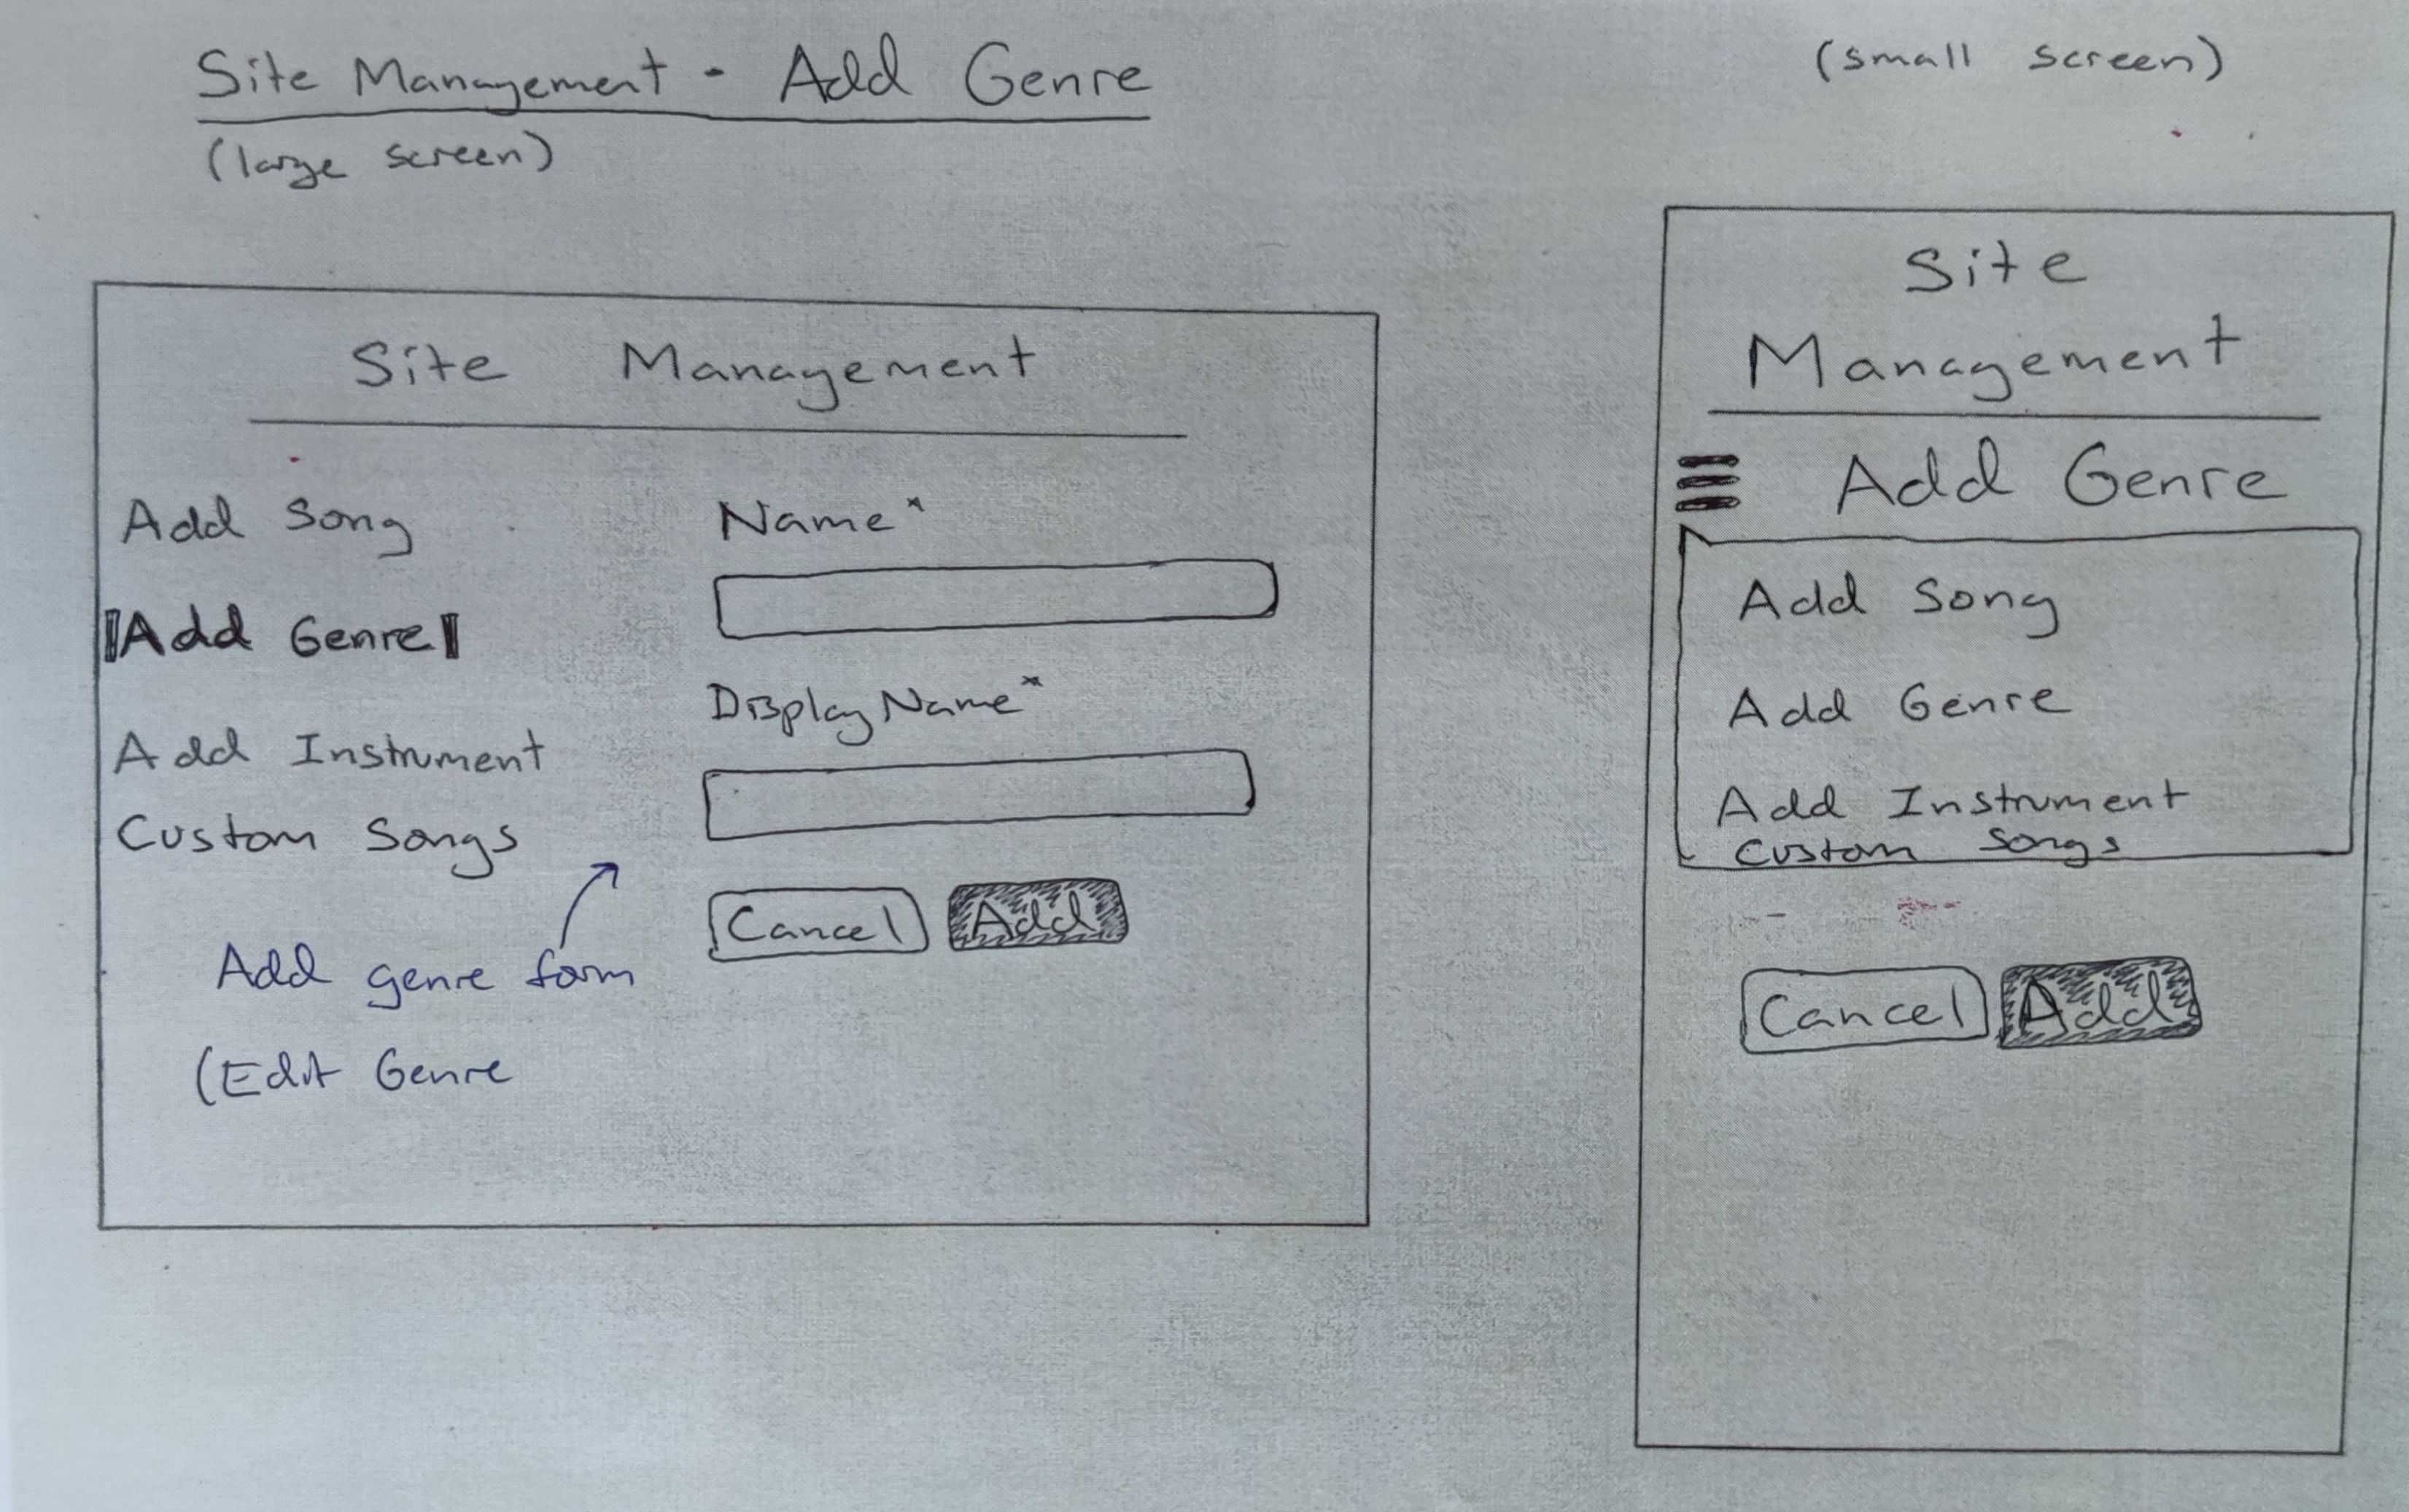 Site Management - Add Genre
(large screen)
(small screen)
Site Management
Add Song
Add Genre
Add Instrument
Custom Songs
Add genre form
(Edit Genre
Name*
Display Name*
Cancel Add
Site
Management
Add Genre
Add Song
Add Genre
Add Instrument
Custom Songs
Cancel Add